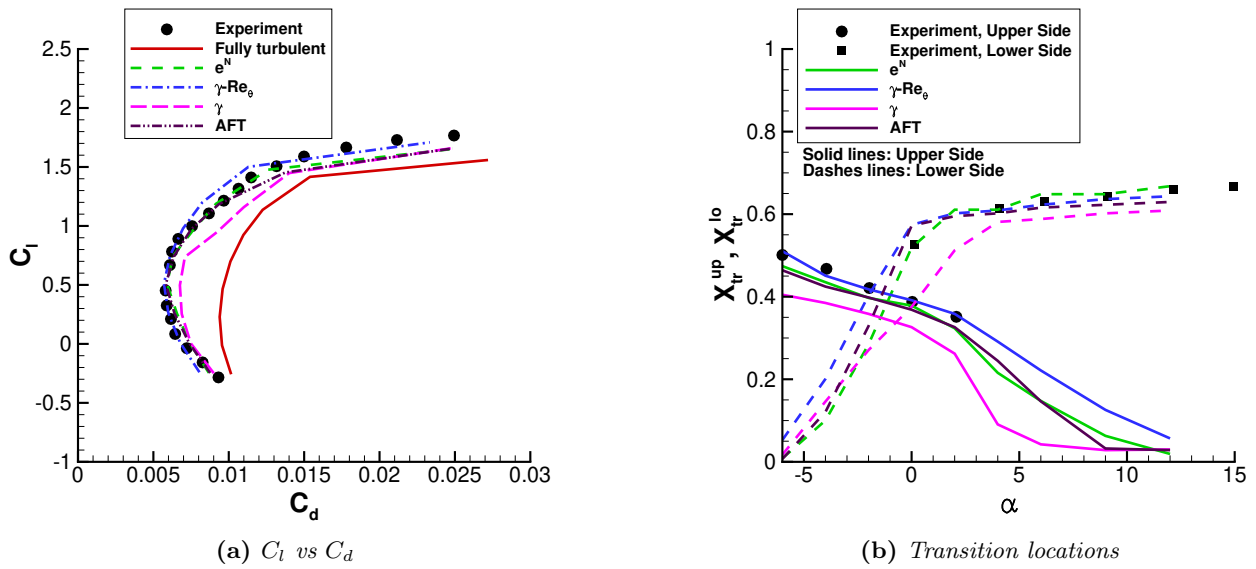 Experiment
Fully turbulent
e^N
γ-Re_θ
γ
AFT
2.5
2
1.5
1
0.5
0
-0.5
-1
C_l
0
0.005
0.01
0.015
0.02
0.025
0.03
C_d
(a) C_l vs C_d
Experiment, Upper Side
Experiment, Lower Side
e^N
γ-Re_θ
γ
AFT
Solid lines: Upper Side
Dashes lines: Lower Side
1
0.8
0.6
0.4
0.2
0
X_tr^up, X_tr^lo
-5
0
5
10
15
α
(b) Transition locations